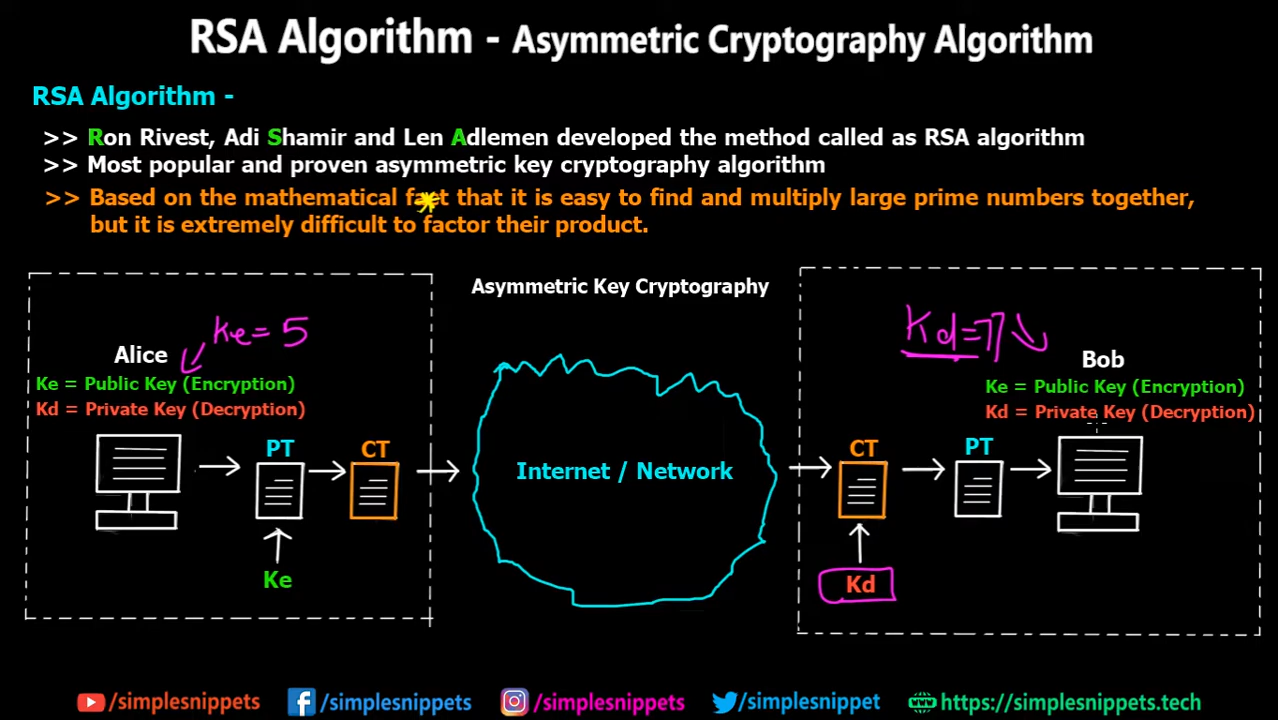 RSA Algorithm - Asymmetric Cryptography Algorithm
RSA Algorithm -
>> Ron Rivest, Adi Shamir and Len Adlemen developed the method called as RSA algorithm
>> Most popular and proven asymmetric key cryptography algorithm
>> Based on the mathematical fact that it is easy to find and multiply large prime numbers together,
but it is extremely difficult to factor their product.
Asymmetric Key Cryptography
Ke = 5
Alice
Ke = Public Key (Encryption)
Kd = Private Key (Decryption)
PT
CT
Ke
Internet / Network
Kd = 77
Bob
Ke = Public Key (Encryption)
Kd = Private Key (Decryption)
CT
PT
Kd
/simplesnippets
/simplesnippets
/simplesnippets
/simplesnippet
https://simplesnippets.tech